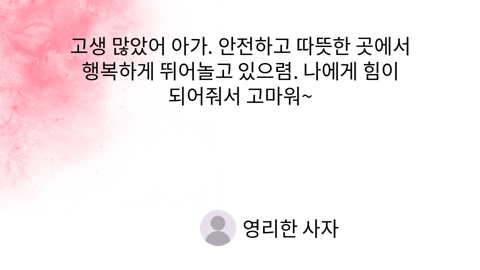 고생 많았어 아가. 안전하고 따뜻한 곳에서
행복하게 뛰어놀고 있으렴. 나에게 힘이
되어줘서 고마워~
영리한 사자